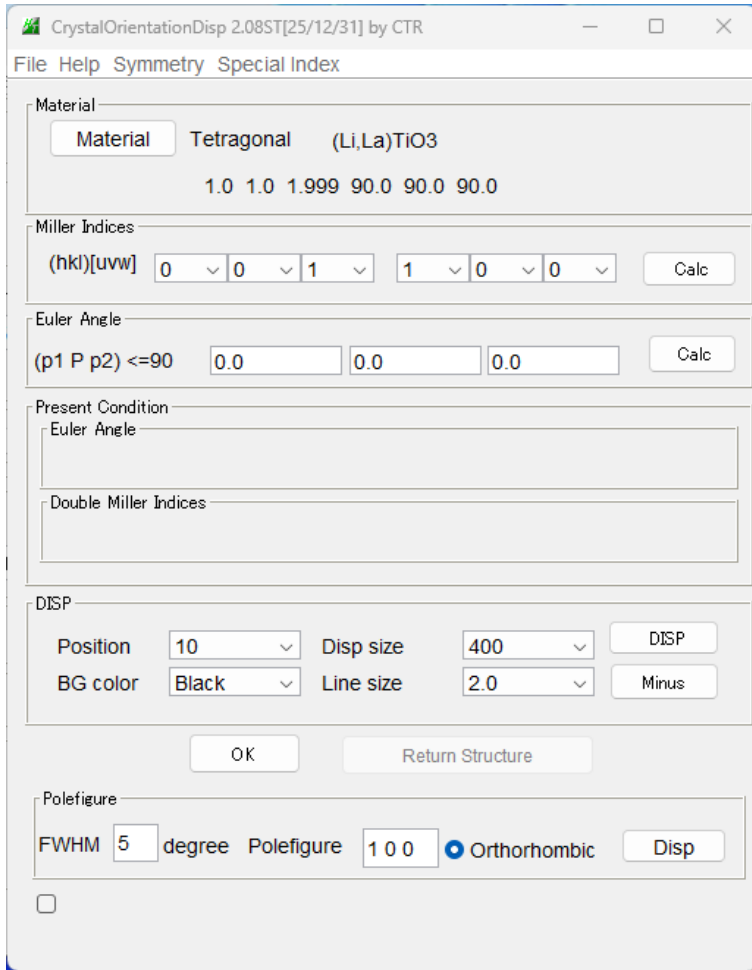 CrystalOrientationDisp 2.08ST[25/12/31] by CTR
File Help Symmetry Special Index
Material
Material Tetragonal (Li,La)TiO3
1.0 1.0 1.999 90.0 90.0 90.0
Miller Indices
(hkl)[uvw] 0 0 1 1 0 0 Calc
Euler Angle
(p1 P p2) <=90 0.0 0.0 0.0 Calc
Present Condition
Euler Angle
Double Miller Indices
DISP
Position 10 Disp size 400 DISP
BG color Black Line size 2.0 Minus
OK Return Structure
Polefigure
FWHM 5 degree Polefigure 1 0 0 Orthorhombic Disp